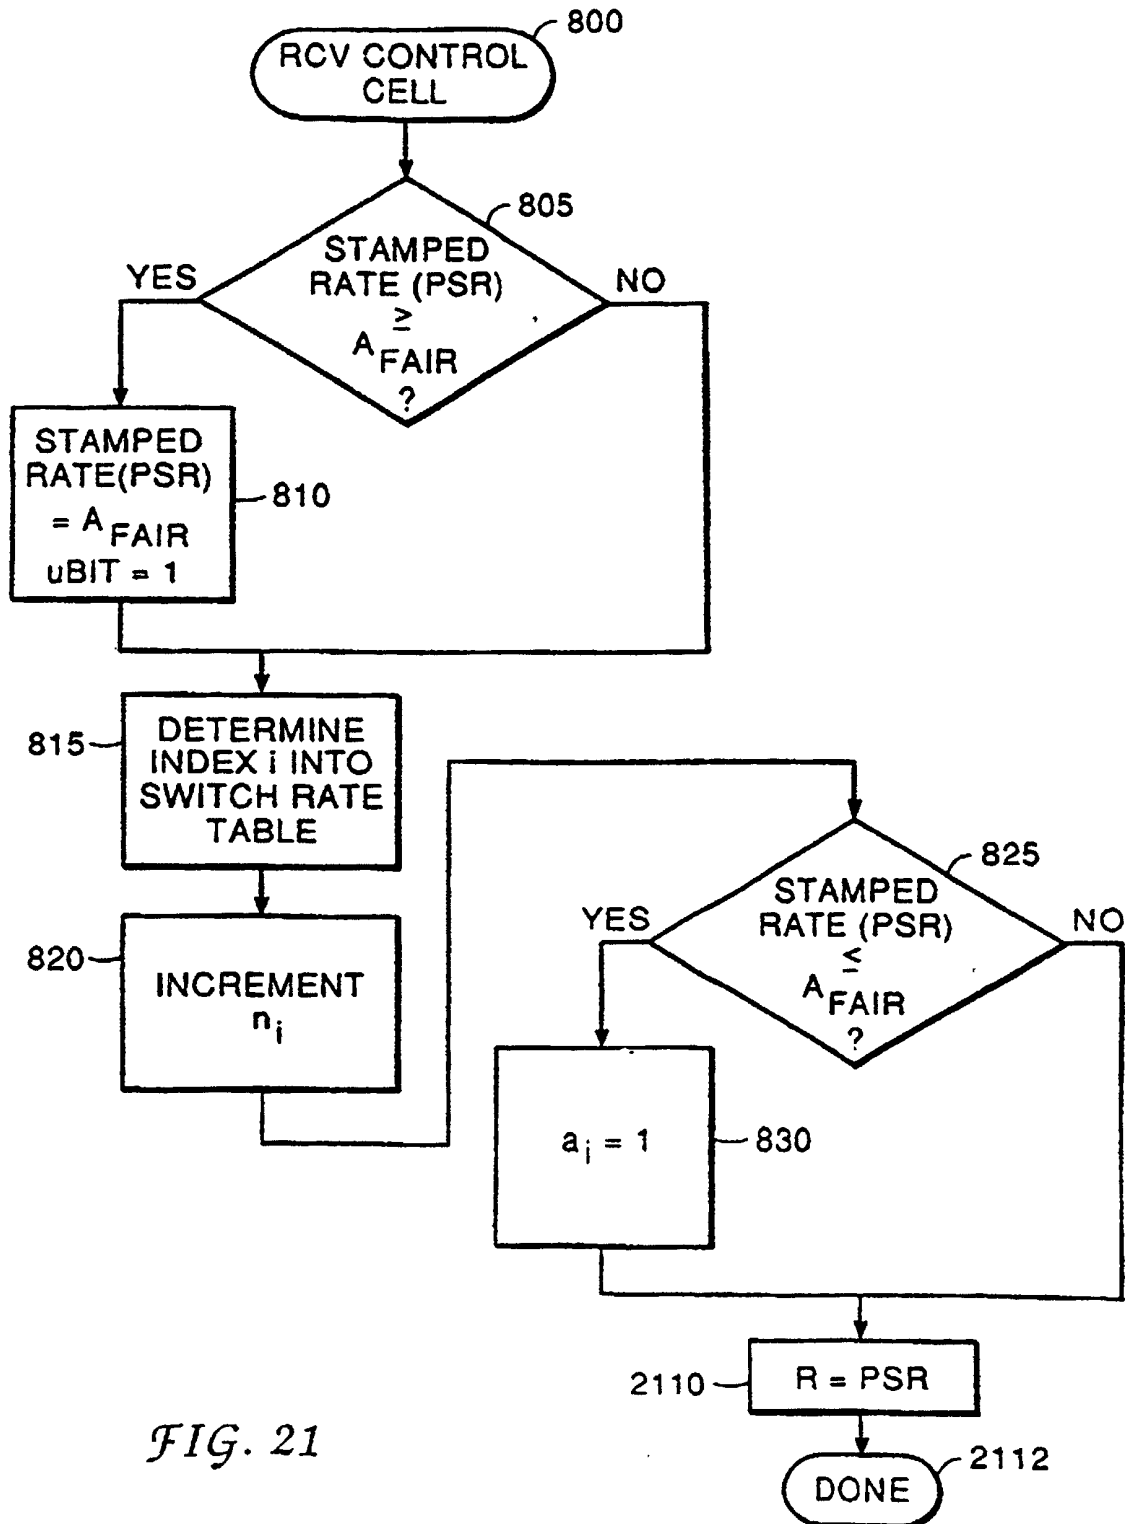 800
RCV CONTROL
CELL
805
STAMPED
RATE (PSR)
≥
A FAIR
?
YES
NO
STAMPED
RATE(PSR)
= A FAIR
uBIT = 1
810
815
DETERMINE
INDEX i INTO
SWITCH RATE
TABLE
820
INCREMENT
n i
825
STAMPED
RATE (PSR)
≤
A FAIR
?
YES
NO
a i = 1
830
2110
R = PSR
2112
DONE
FIG. 21